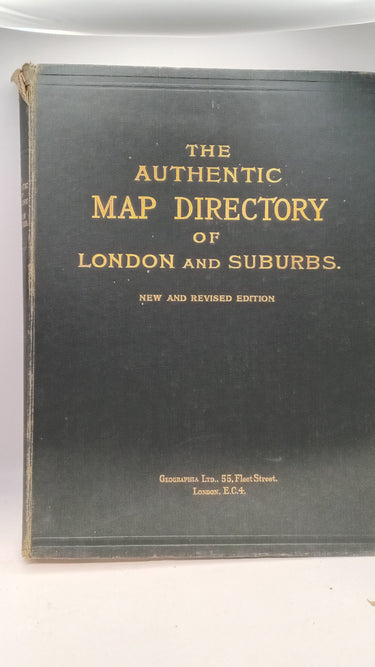 THE
AUTHENTIC
MAP DIRECTORY
OF
LONDON AND SUBURBS.
NEW AND REVISED EDITION
GEOGRAPHIA LTD., 55, Fleet Street.
LONDON, E.C.4.